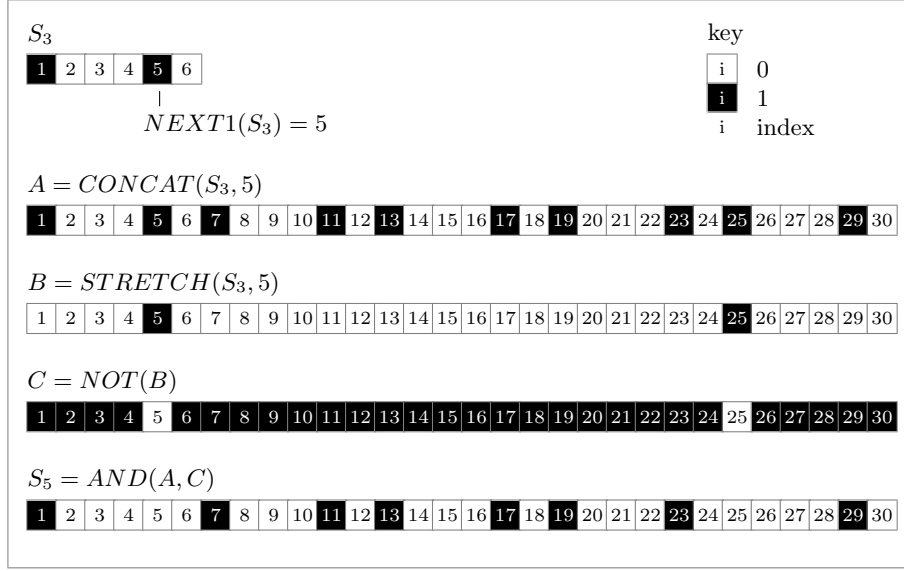 S₃
1 2 3 4 5 6
NEXT1(S₃) = 5
key
i 0
i 1
i index
A = CONCAT(S₃, 5)
1 2 3 4 5 6 7 8 9 10 11 12 13 14 15 16 17 18 19 20 21 22 23 24 25 26 27 28 29 30
B = STRETCH(S₃, 5)
1 2 3 4 5 6 7 8 9 10 11 12 13 14 15 16 17 18 19 20 21 22 23 24 25 26 27 28 29 30
C = NOT(B)
1 2 3 4 5 6 7 8 9 10 11 12 13 14 15 16 17 18 19 20 21 22 23 24 25 26 27 28 29 30
S₅ = AND(A, C)
1 2 3 4 5 6 7 8 9 10 11 12 13 14 15 16 17 18 19 20 21 22 23 24 25 26 27 28 29 30